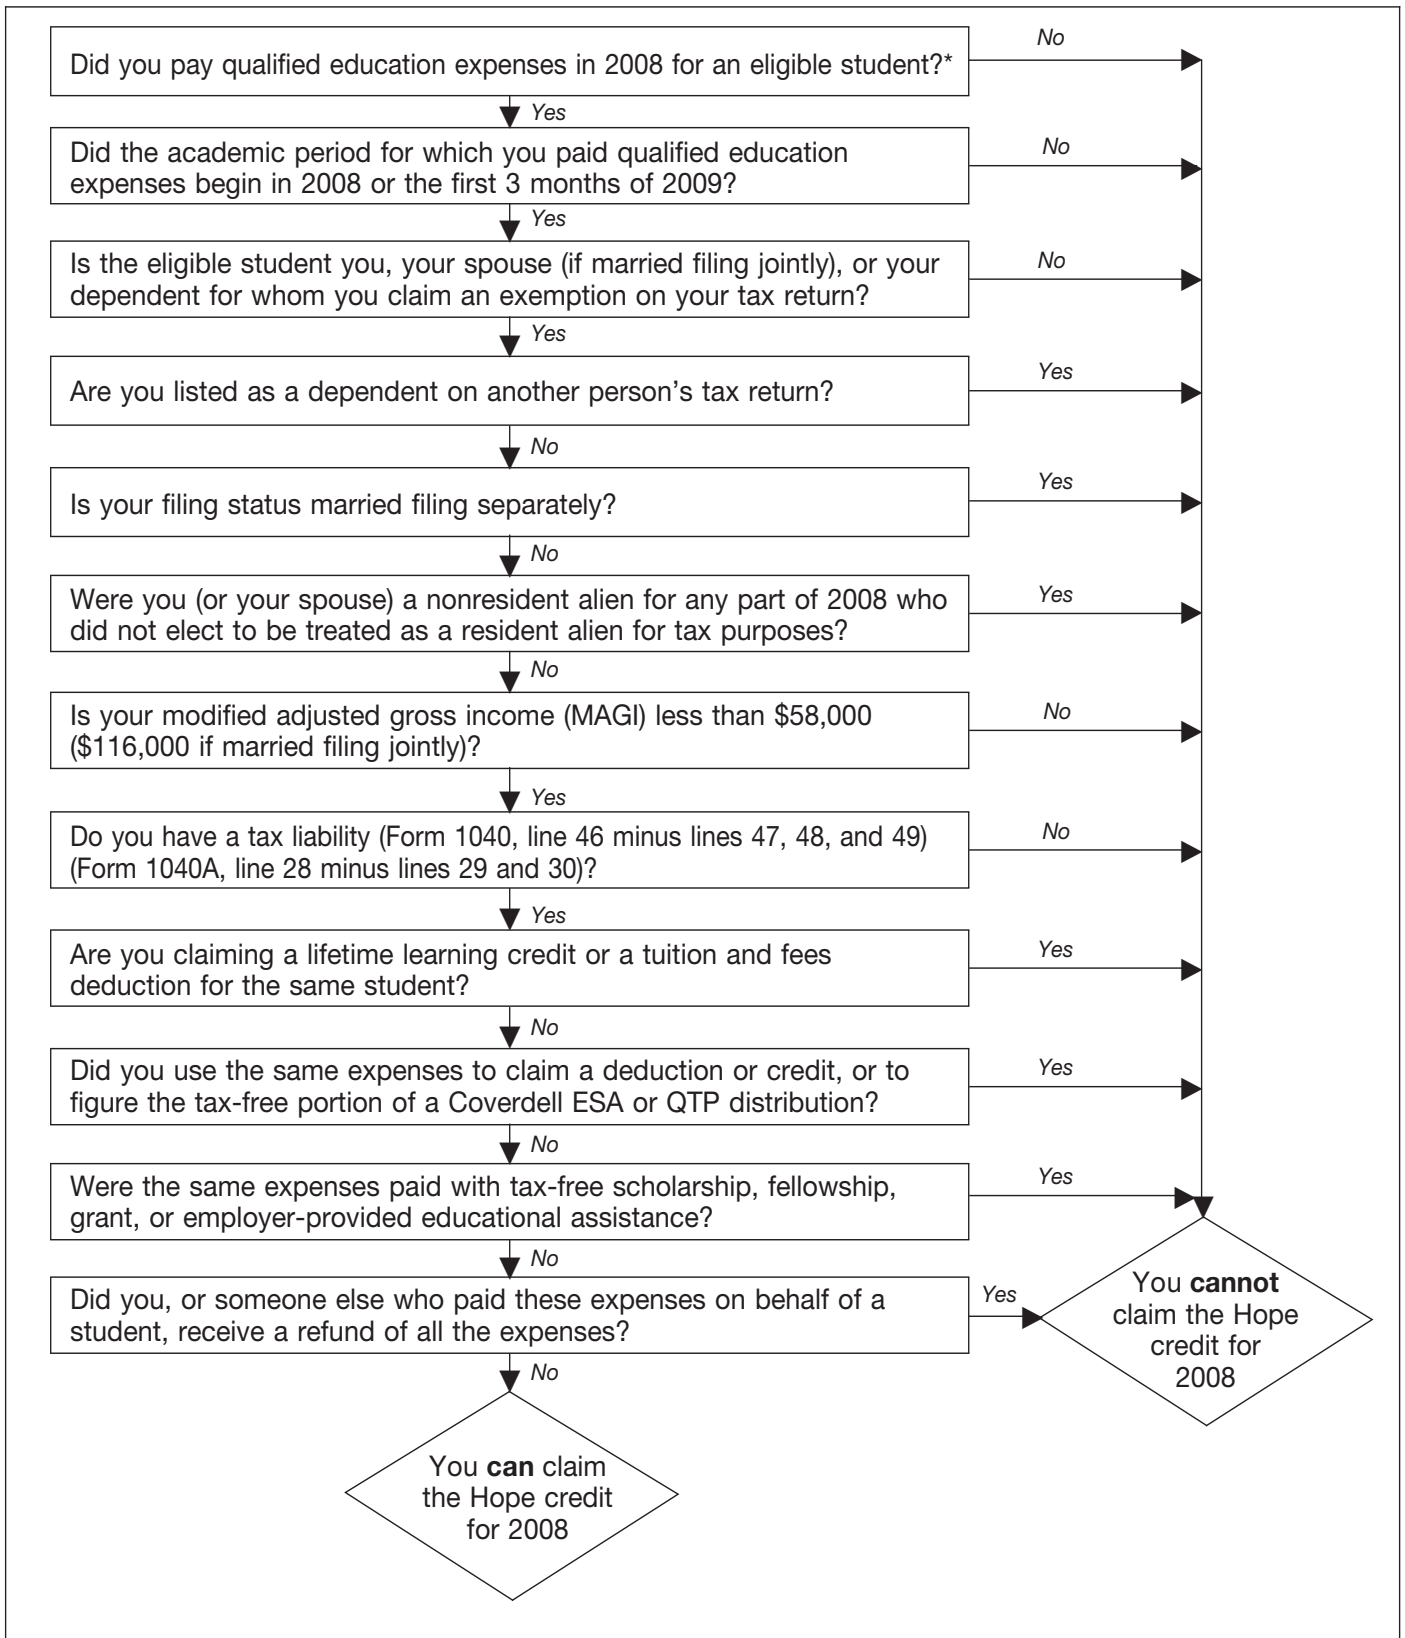 Did you pay qualified education expenses in 2008 for an eligible student?*
No
Yes
Did the academic period for which you paid qualified education
expenses begin in 2008 or the first 3 months of 2009?
No
Yes
Is the eligible student you, your spouse (if married filing jointly), or your
dependent for whom you claim an exemption on your tax return?
No
Yes
Are you listed as a dependent on another person’s tax return?
Yes
No
Is your filing status married filing separately?
Yes
No
Were you (or your spouse) a nonresident alien for any part of 2008 who
did not elect to be treated as a resident alien for tax purposes?
Yes
No
Is your modified adjusted gross income (MAGI) less than $58,000
($116,000 if married filing jointly)?
No
Yes
Do you have a tax liability (Form 1040, line 46 minus lines 47, 48, and 49)
(Form 1040A, line 28 minus lines 29 and 30)?
No
Yes
Are you claiming a lifetime learning credit or a tuition and fees
deduction for the same student?
Yes
No
Did you use the same expenses to claim a deduction or credit, or to
figure the tax-free portion of a Coverdell ESA or QTP distribution?
Yes
No
Were the same expenses paid with tax-free scholarship, fellowship,
grant, or employer-provided educational assistance?
Yes
No
Did you, or someone else who paid these expenses on behalf of a
student, receive a refund of all the expenses?
Yes
No
You cannot
claim the Hope
credit for
2008
You can claim
the Hope credit
for 2008